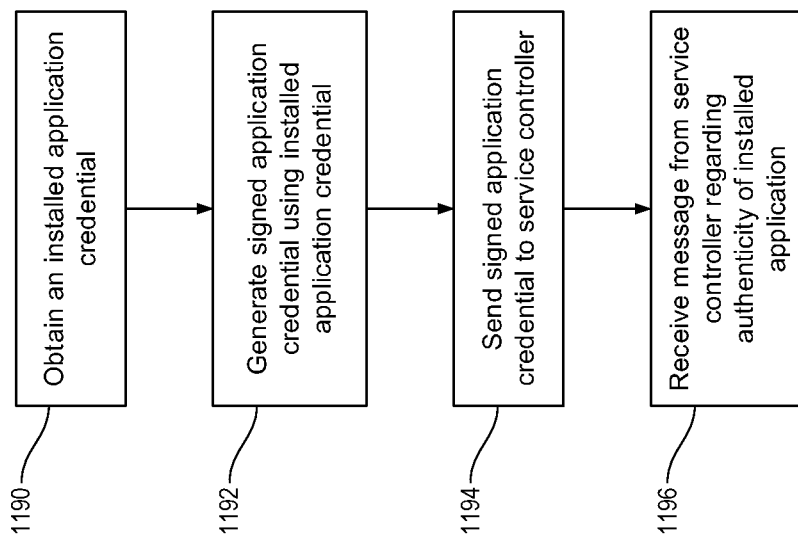 1190
Obtain an installed application
credential
1192
Generate signed application
credential using installed
application credential
1194
Send signed application
credential to service controller
1196
Receive message from service
controller regarding
authenticity of installed
application